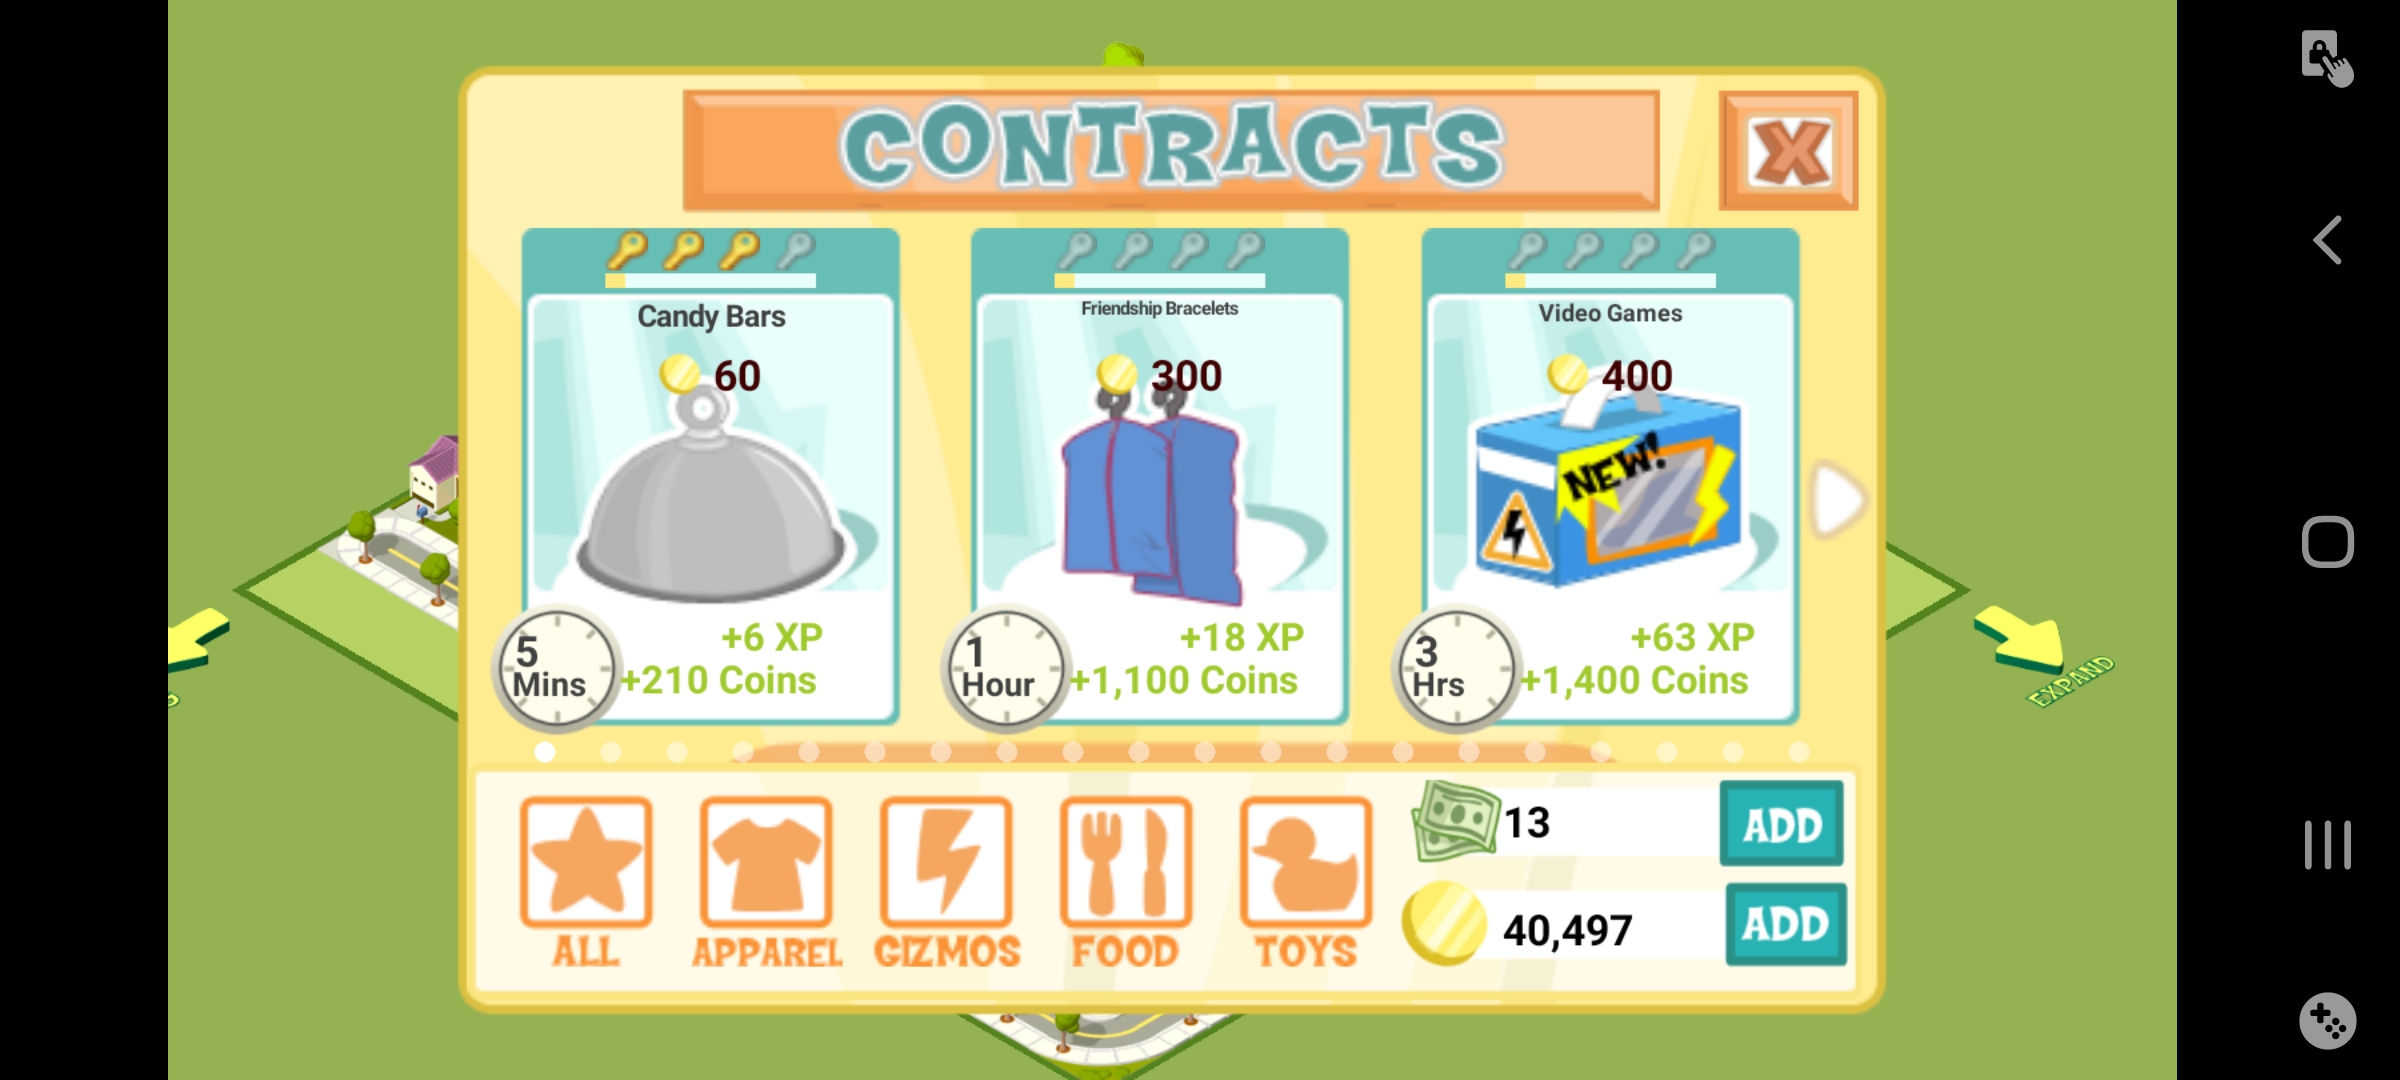 CONTRACTS
X
Candy Bars
60
5
Mins
+6 XP
+210 Coins
Friendship Bracelets
300
1
Hour
+18 XP
+1,100 Coins
Video Games
400
NEW!
3
Hrs
+63 XP
+1,400 Coins
EXPAND
ALL
APPAREL
GIZMOS
FOOD
TOYS
13
ADD
40,497
ADD